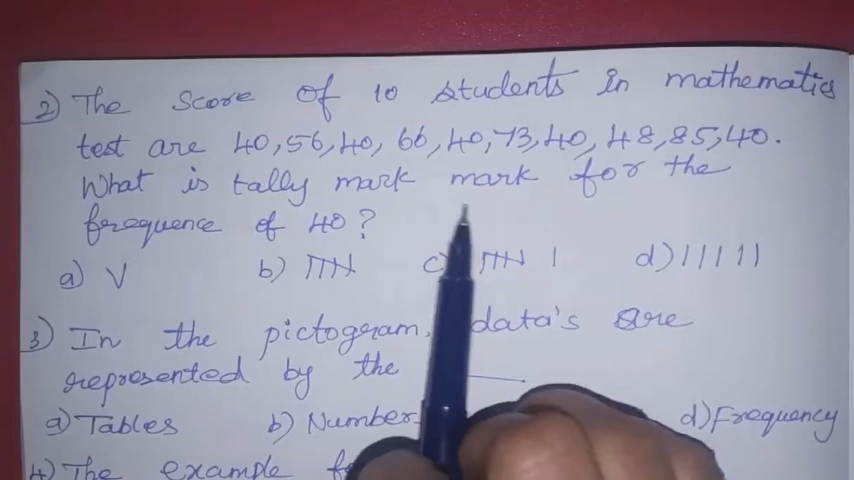 2) The score of 10 students in mathematics
test are 40, 56, 40, 66, 40, 73, 40, 48, 85, 40.
What is tally mark mark for the
frequence of 40?
a) V b) 𝍸 c) 𝍸 | d) | | | | |
3) In the pictogram, data's are
represented by the
a) Tables b) Number d) Frequency
4) The example